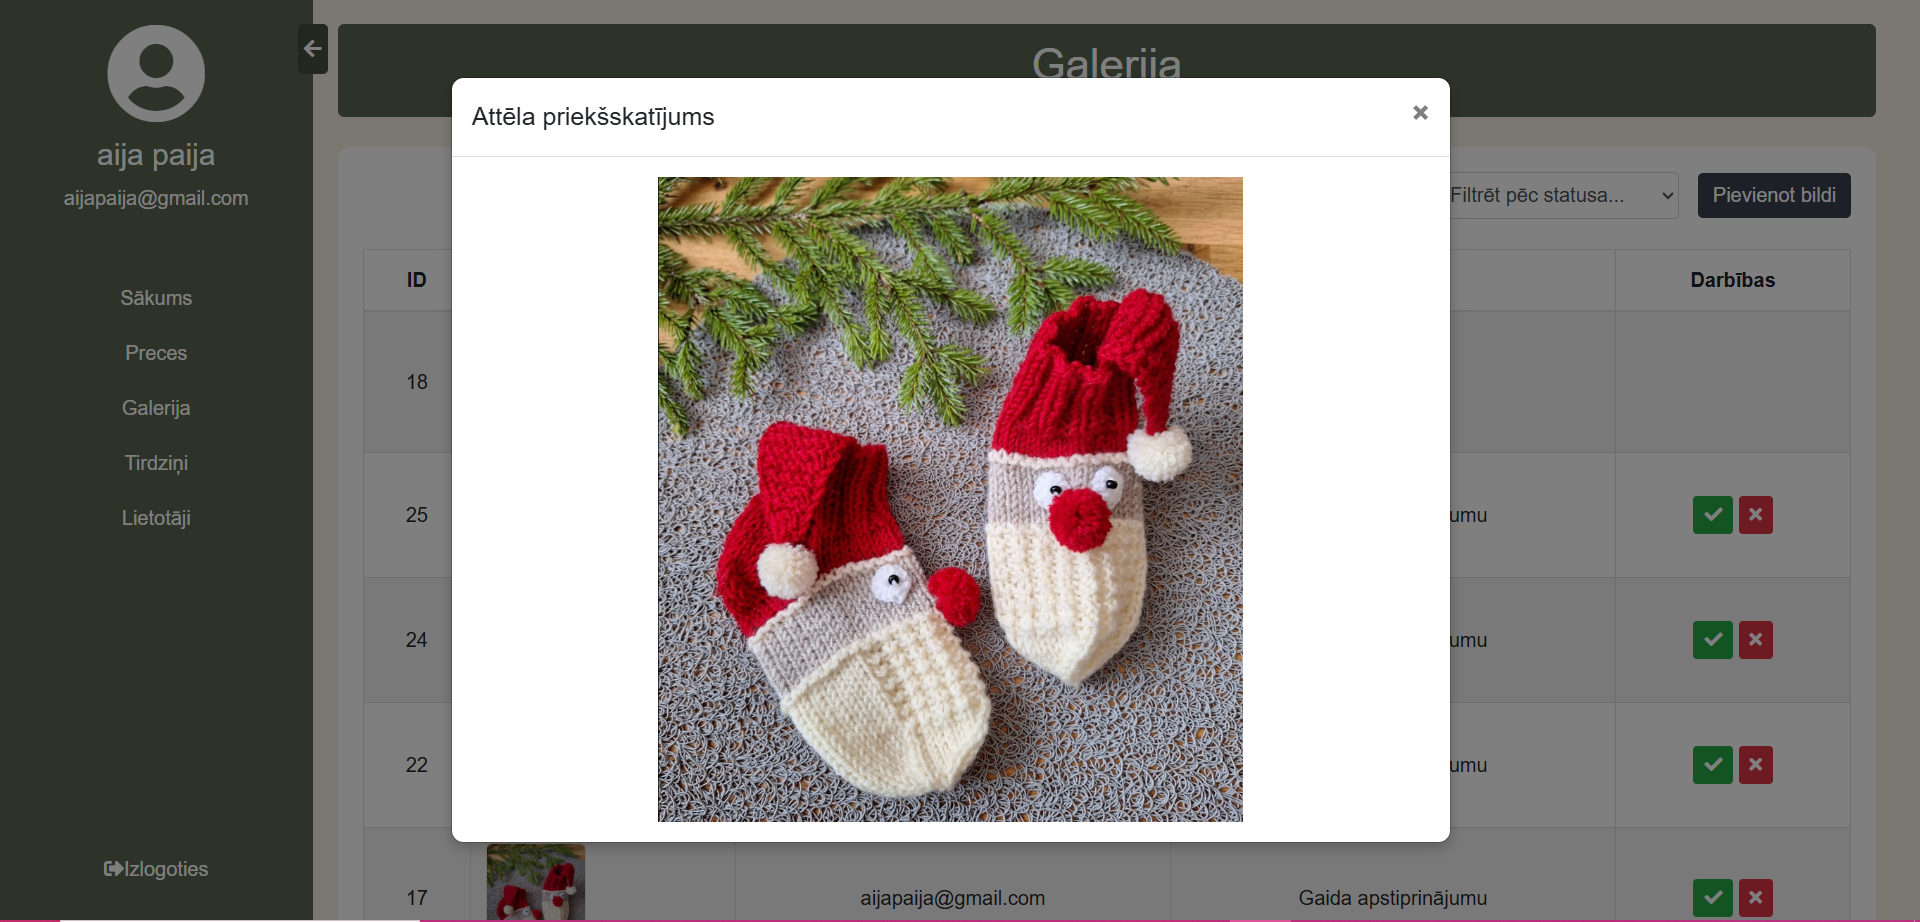 aija paija
aijapaija@gmail.com
Sākums
Preces
Galerija
Tirdziņi
Lietotāji
Izlogoties
Galerija
Attēla priekšskatījums
Filtrēt pēc statusa...
Pievienot bildi
ID
Darbības
18
25
umu
24
umu
22
umu
17
aijapaija@gmail.com
Gaida apstiprinājumu